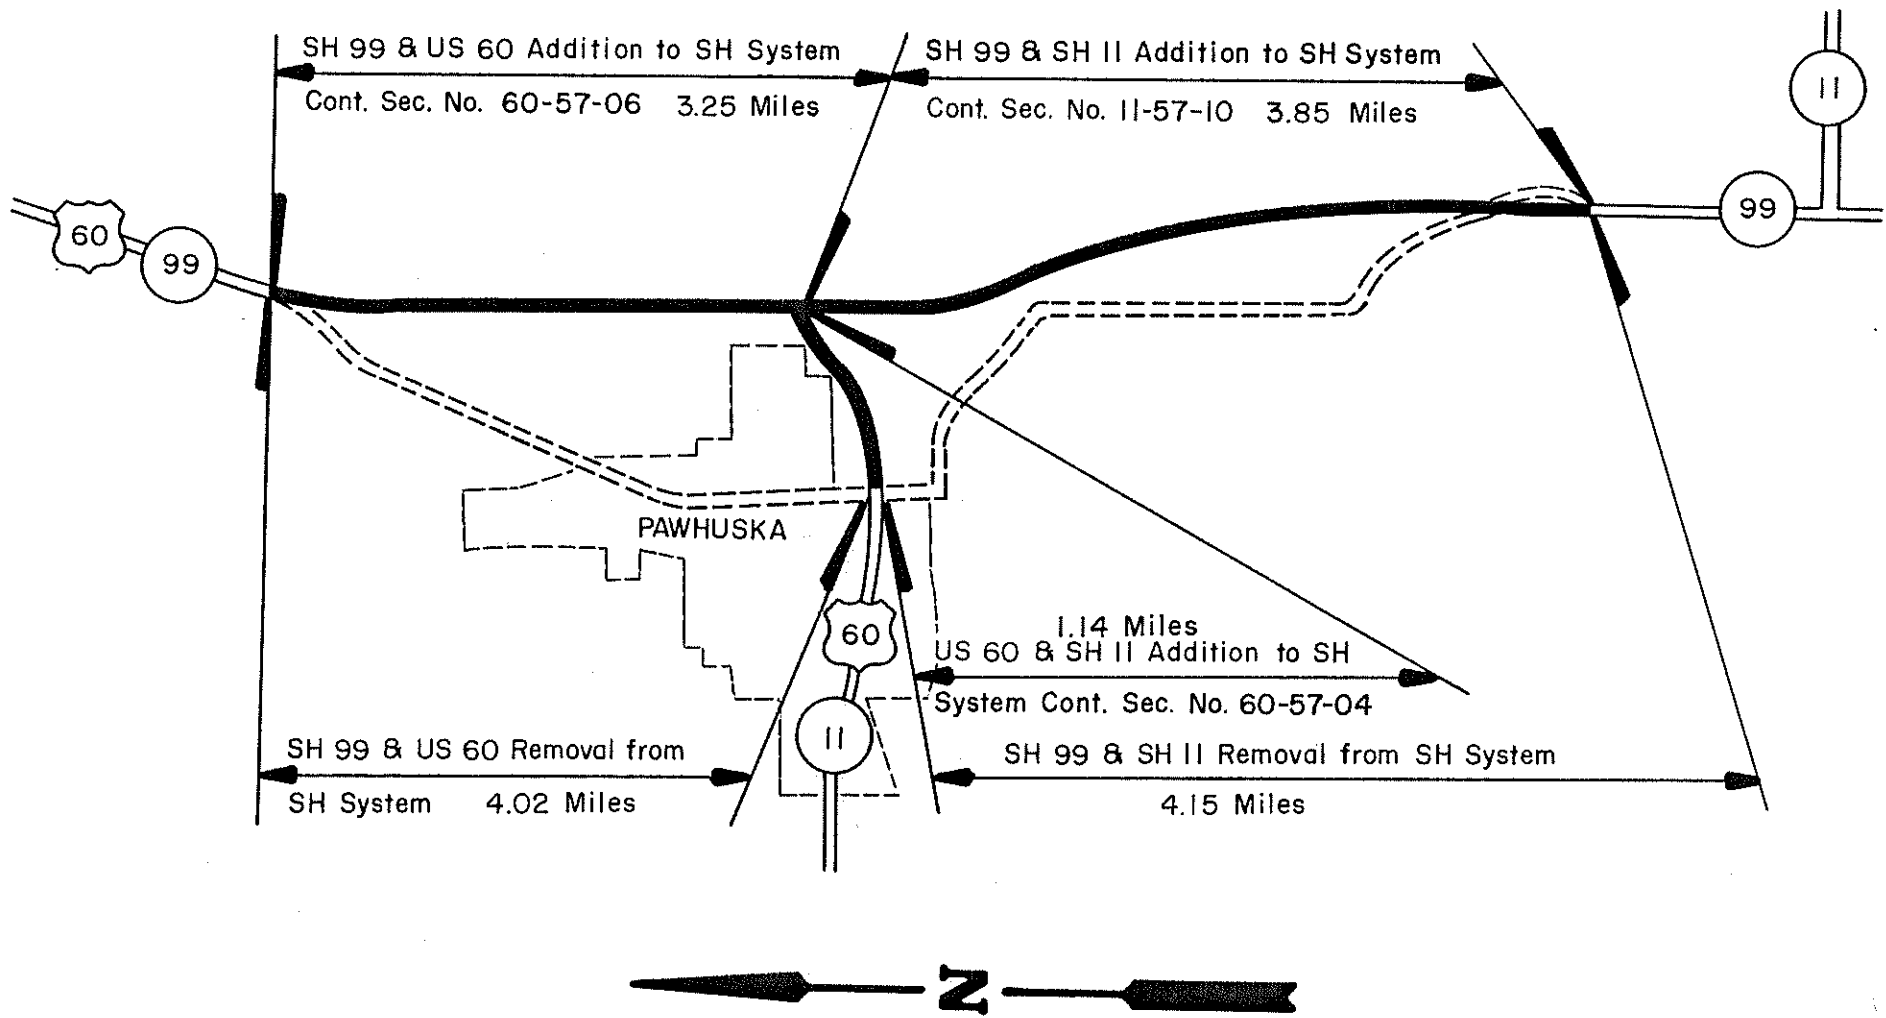 SH 99 & US 60 Addition to SH System
Cont. Sec. No. 60-57-06 3.25 Miles
SH 99 & SH 11 Addition to SH System
Cont. Sec. No. 11-57-10 3.85 Miles
11
60
99
99
PAWHUSKA
60
11
1.14 Miles
US 60 & SH 11 Addition to SH
System Cont. Sec. No. 60-57-04
SH 99 & US 60 Removal from
SH System 4.02 Miles
SH 99 & SH 11 Removal from SH System
4.15 Miles
N